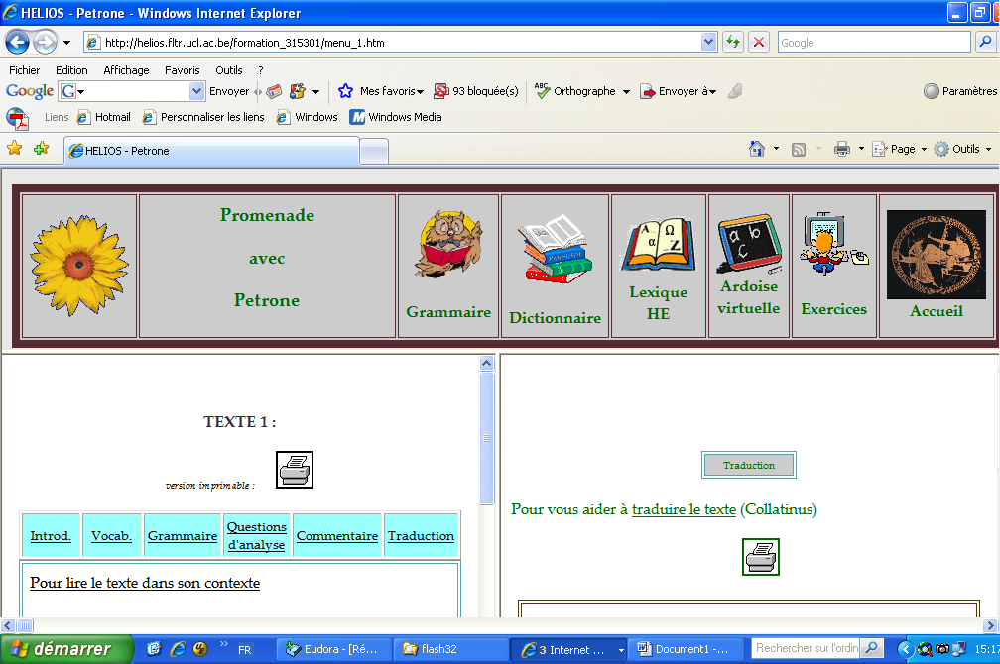 HELIOS - Petrone - Windows Internet Explorer
http://helios.fltr.ucl.ac.be/formation_315301/menu_1.htm
Google
Fichier Edition Affichage Favoris Outils ?
Google G Envoyer Mes favoris 93 bloquée(s) ABC Orthographe Envoyer à Paramètres
Liens Hotmail Personnaliser les liens Windows Windows Media
HELIOS - Petrone Page Outils
Promenade
avec
Petrone
Grammaire
Dictionnaire
Lexique
HE
Ardoise
virtuelle
Exercices
Accueil
TEXTE 1 :
version imprimable :
Introd. Vocab. Grammaire Questions d'analyse Commentaire Traduction
Pour lire le texte dans son contexte
Traduction
Pour vous aider à traduire le texte (Collatinus)
démarrer » FR Eudora - [Ré... flash32 3 Internet ... Document1 -... Rechercher sur l'ordin